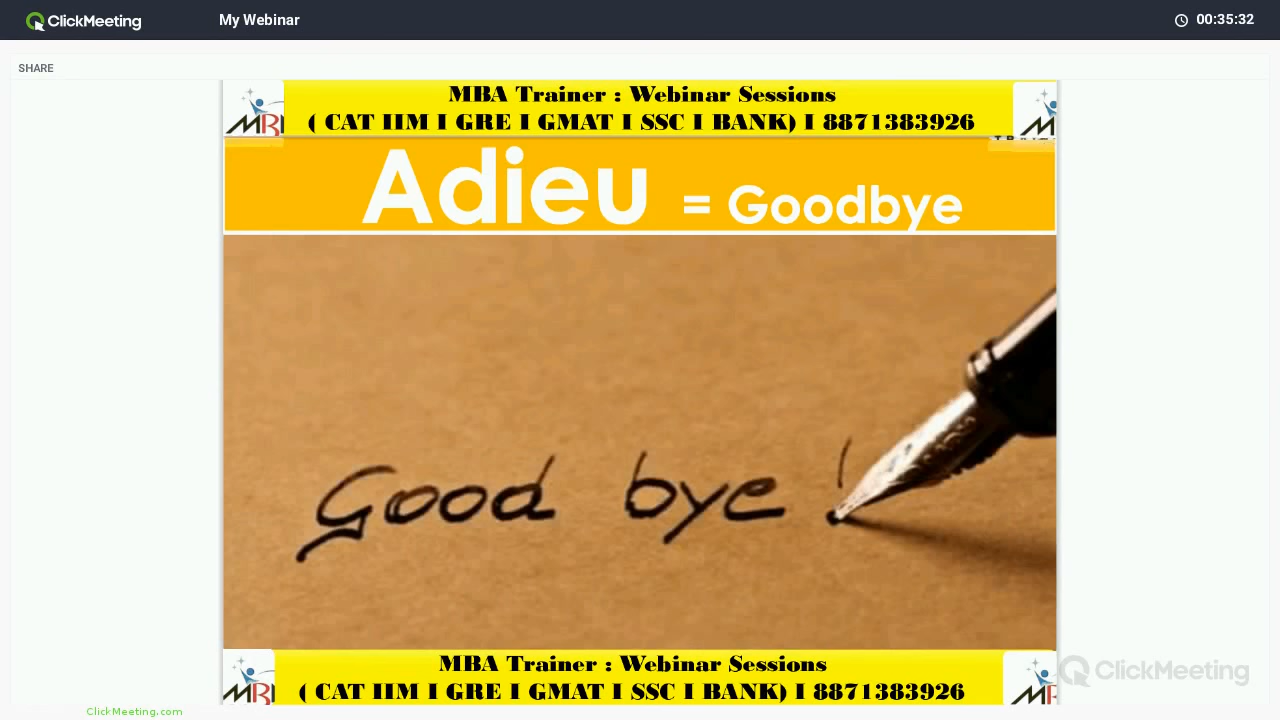 ClickMeeting My Webinar 00:35:32
SHARE
MBA Trainer : Webinar Sessions
( CAT IIM I GRE I GMAT I SSC I BANK) I 8871383926
Adieu = Goodbye
Good bye !
MBA Trainer : Webinar Sessions
( CAT IIM I GRE I GMAT I SSC I BANK) I 8871383926
ClickMeeting
ClickMeeting.com